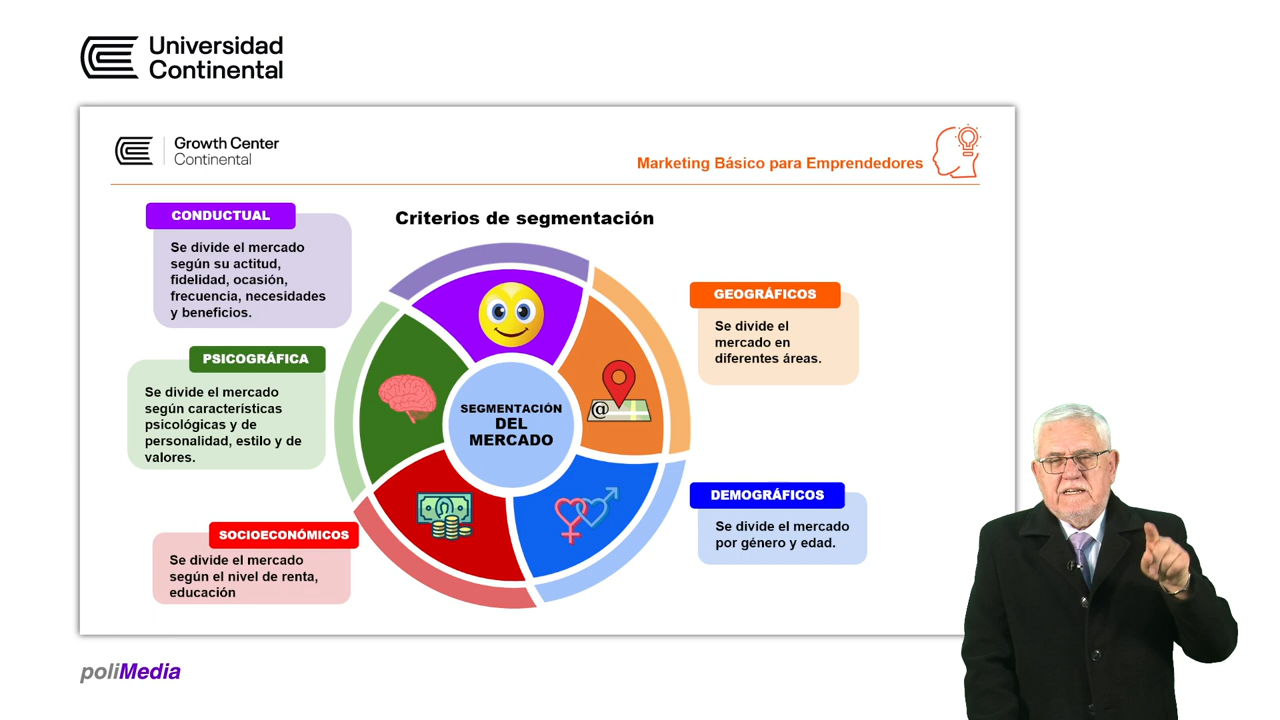 Universidad
Continental
Growth Center
Continental
Marketing Básico para Emprendedores
Criterios de segmentación
CONDUCTUAL
Se divide el mercado
según su actitud,
fidelidad, ocasión,
frecuencia, necesidades
y beneficios.
GEOGRÁFICOS
Se divide el
mercado en
diferentes áreas.
PSICOGRÁFICA
Se divide el mercado
según características
psicológicas y de
personalidad, estilo y de
valores.
@
SEGMENTACIÓN
DEL
MERCADO
DEMOGRÁFICOS
Se divide el mercado
por género y edad.
SOCIOECONÓMICOS
Se divide el mercado
según el nivel de renta,
educación
poliMedia